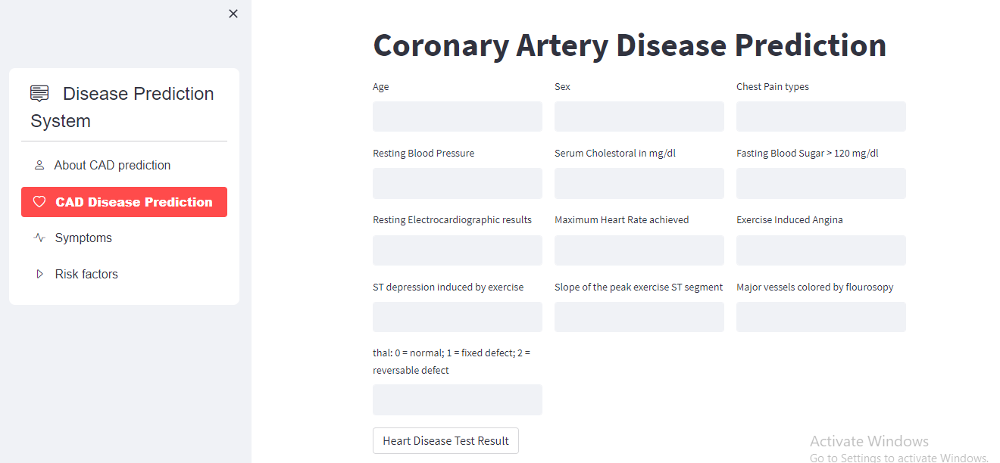 Disease Prediction
System
About CAD prediction
CAD Disease Prediction
Symptoms
Risk factors
Coronary Artery Disease Prediction
Age
Sex
Chest Pain types
Resting Blood Pressure
Serum Cholestoral in mg/dl
Fasting Blood Sugar > 120 mg/dl
Resting Electrocardiographic results
Maximum Heart Rate achieved
Exercise Induced Angina
ST depression induced by exercise
Slope of the peak exercise ST segment
Major vessels colored by flourosopy
thal: 0 = normal; 1 = fixed defect; 2 =
reversable defect
Heart Disease Test Result
Activate Windows
Go to Settings to activate Windows.